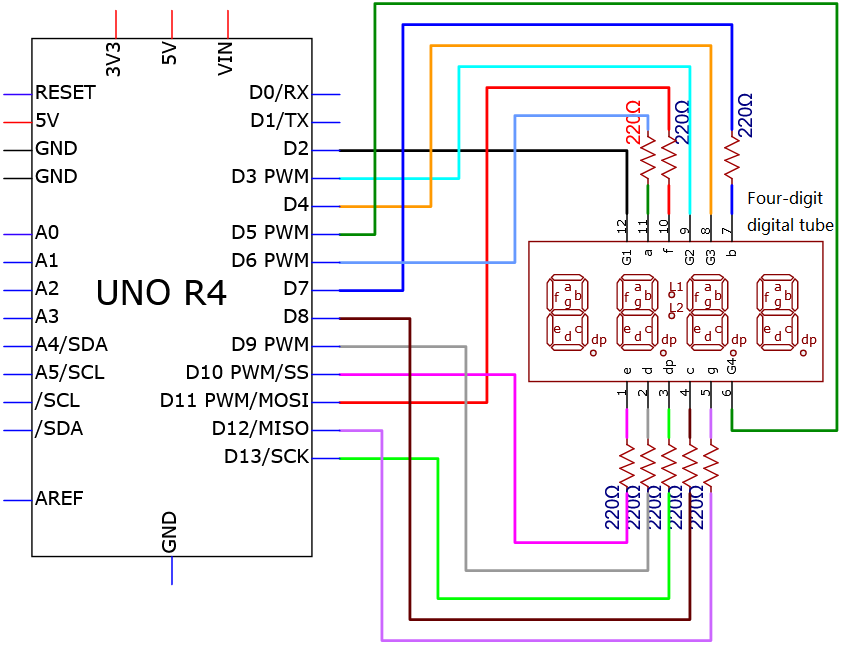 3V3
5V
VIN
RESET
5V
GND
GND
A0
A1
A2
A3
A4/SDA
A5/SCL
/SCL
/SDA
AREF
GND
UNO R4
D0/RX
D1/TX
D2
D3 PWM
D4
D5 PWM
D6 PWM
D7
D8
D9 PWM
D10 PWM/SS
D11 PWM/MOSI
D12/MISO
D13/SCK
220Ω
220Ω
220Ω
Four-digit
digital tube
12
11
10
9
8
7
G1
a
f
G2
G3
b
a
f
b
g
e
c
d
dp
a
f
b
g
e
c
d
dp
L1
L2
a
f
b
g
e
c
d
dp
a
f
b
g
e
c
d
dp
e
d
dp
c
g
G4
1
2
3
4
5
6
220Ω
220Ω
220Ω
220Ω
220Ω